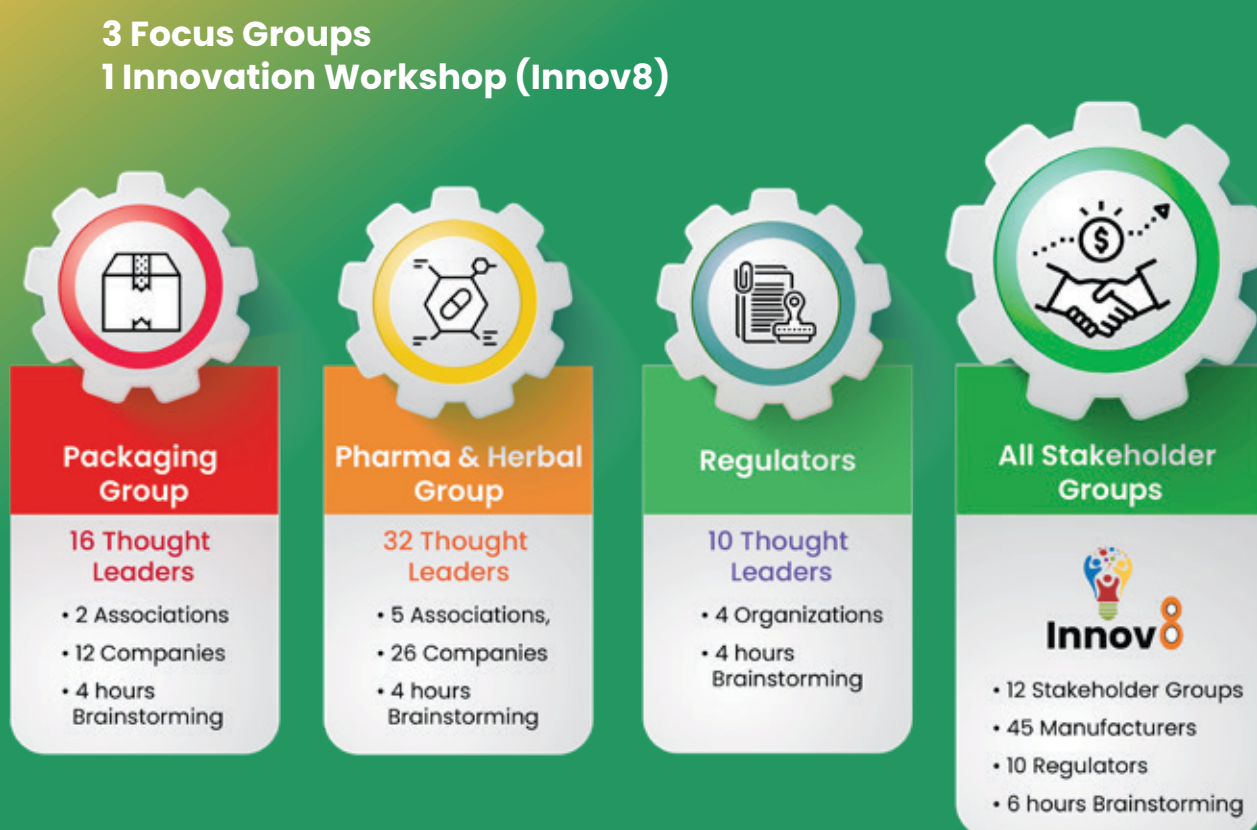 3 Focus Groups
1 Innovation Workshop (Innov8)
Packaging
Group
16 Thought
Leaders
• 2 Associations
• 12 Companies
• 4 hours
Brainstorming
Pharma & Herbal
Group
32 Thought
Leaders
• 5 Associations,
• 26 Companies
• 4 hours
Brainstorming
Regulators
10 Thought
Leaders
• 4 Organizations
• 4 hours
Brainstorming
$
All Stakeholder
Groups
Innov8
• 12 Stakeholder Groups
• 45 Manufacturers
• 10 Regulators
• 6 hours Brainstorming